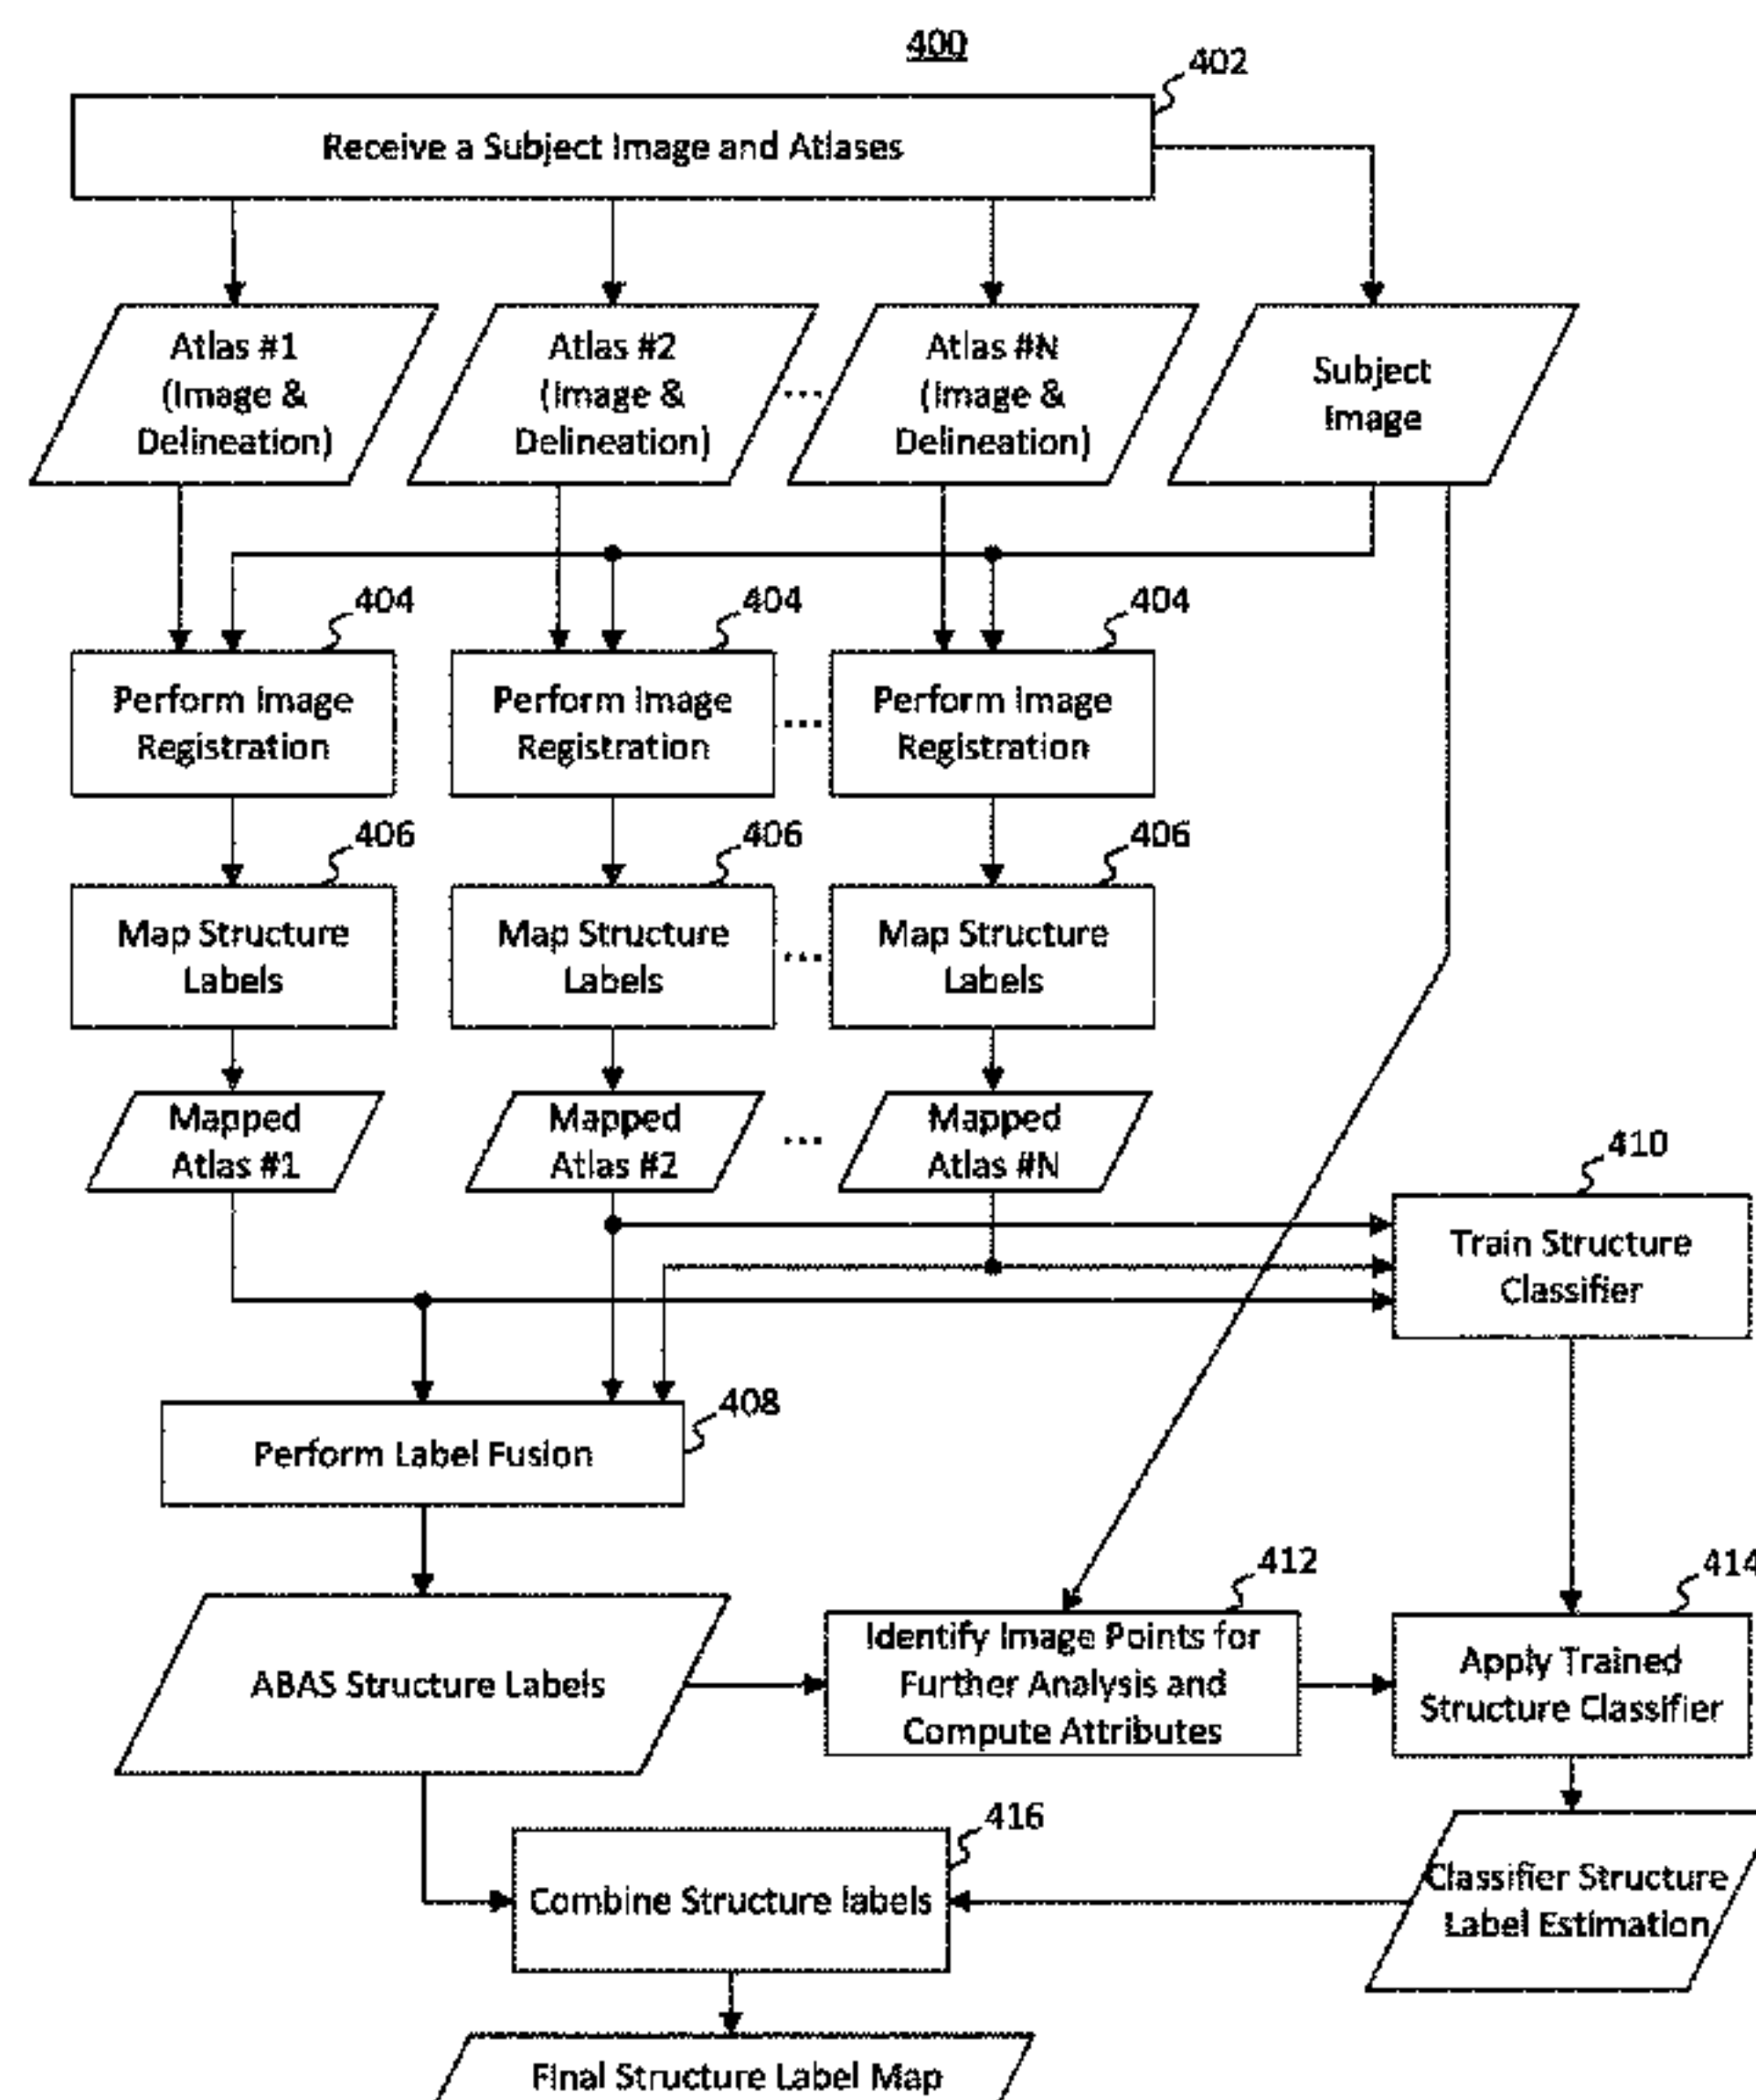 400
402
Receive a Subject Image and Atlases
Atlas #1
(Image &
Delineation)
Atlas #2
(Image &
Delineation)
...
Atlas #N
(Image &
Delineation)
Subject
Image
404
404
404
Perform Image
Registration
Perform Image
Registration
...
Perform Image
Registration
406
406
406
Map Structure
Labels
Map Structure
Labels
...
Map Structure
Labels
Mapped
Atlas #1
Mapped
Atlas #2
...
Mapped
Atlas #N
410
Train Structure
Classifier
408
Perform Label Fusion
412
414
ABAS Structure Labels
Identify Image Points for
Further Analysis and
Compute Attributes
Apply Trained
Structure Classifier
416
Combine Structure labels
Classifier Structure
Label Estimation
Final Structure Label Map